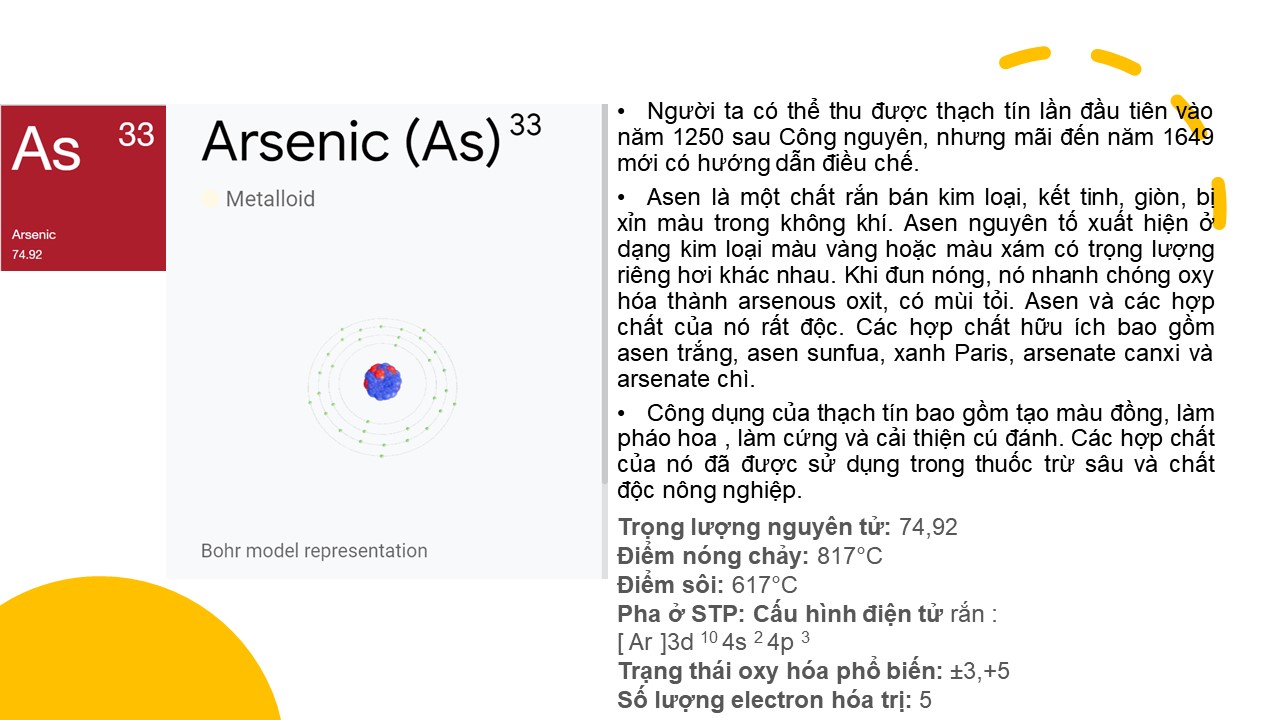 As 33
Arsenic
74.92
Arsenic (As) 33
Metalloid
Bohr model representation
• Người ta có thể thu được thạch tín lần đầu tiên vào
năm 1250 sau Công nguyên, nhưng mãi đến năm 1649
mới có hướng dẫn điều chế.
• Asen là một chất rắn bán kim loại, kết tinh, giòn, bị
xỉn màu trong không khí. Asen nguyên tố xuất hiện ở
dạng kim loại màu vàng hoặc màu xám có trọng lượng
riêng hơi khác nhau. Khi đun nóng, nó nhanh chóng oxy
hóa thành arsenous oxit, có mùi tỏi. Asen và các hợp
chất của nó rất độc. Các hợp chất hữu ích bao gồm
asen trắng, asen sunfua, xanh Paris, arsenate canxi và
arsenate chì.
• Công dụng của thạch tín bao gồm tạo màu đồng, làm
pháo hoa , làm cứng và cải thiện cú đánh. Các hợp chất
của nó đã được sử dụng trong thuốc trừ sâu và chất
độc nông nghiệp.
Trọng lượng nguyên tử: 74,92
Điểm nóng chảy: 817°C
Điểm sôi: 617°C
Pha ở STP: Cấu hình điện tử rắn :
[ Ar ]3d 10 4s 2 4p 3
Trạng thái oxy hóa phổ biến: ±3,+5
Số lượng electron hóa trị: 5